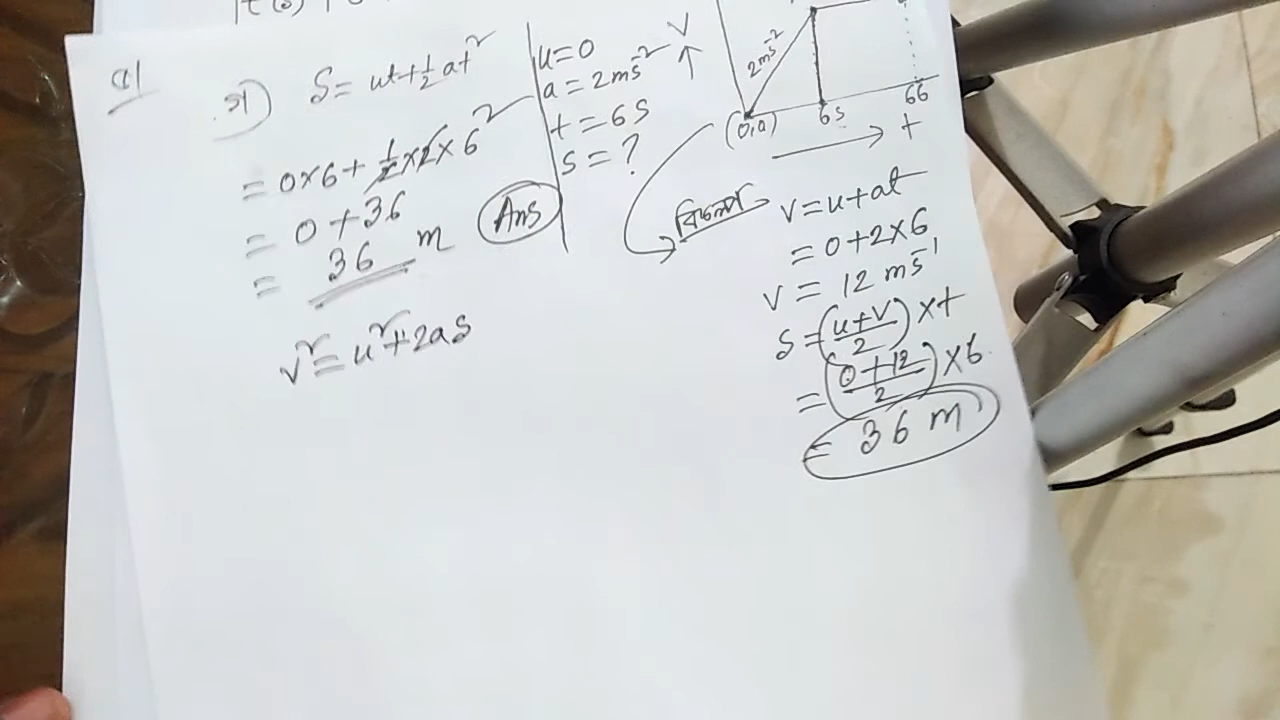 S = ut + ½ at²
= 0×6 + ½×2×6²
= 0 + 36
= 36 m
Ans
v² = u² + 2as
u = 0
a = 2ms⁻²
t = 6s
s = ?
V ↑
2ms⁻²
(0,0)
6s
66
→ t
বিকল্প
V = u + at
= 0 + 2×6
V = 12 ms⁻¹
S = (u+v/2) × t
= (0+12/2) × 6
= 36 m